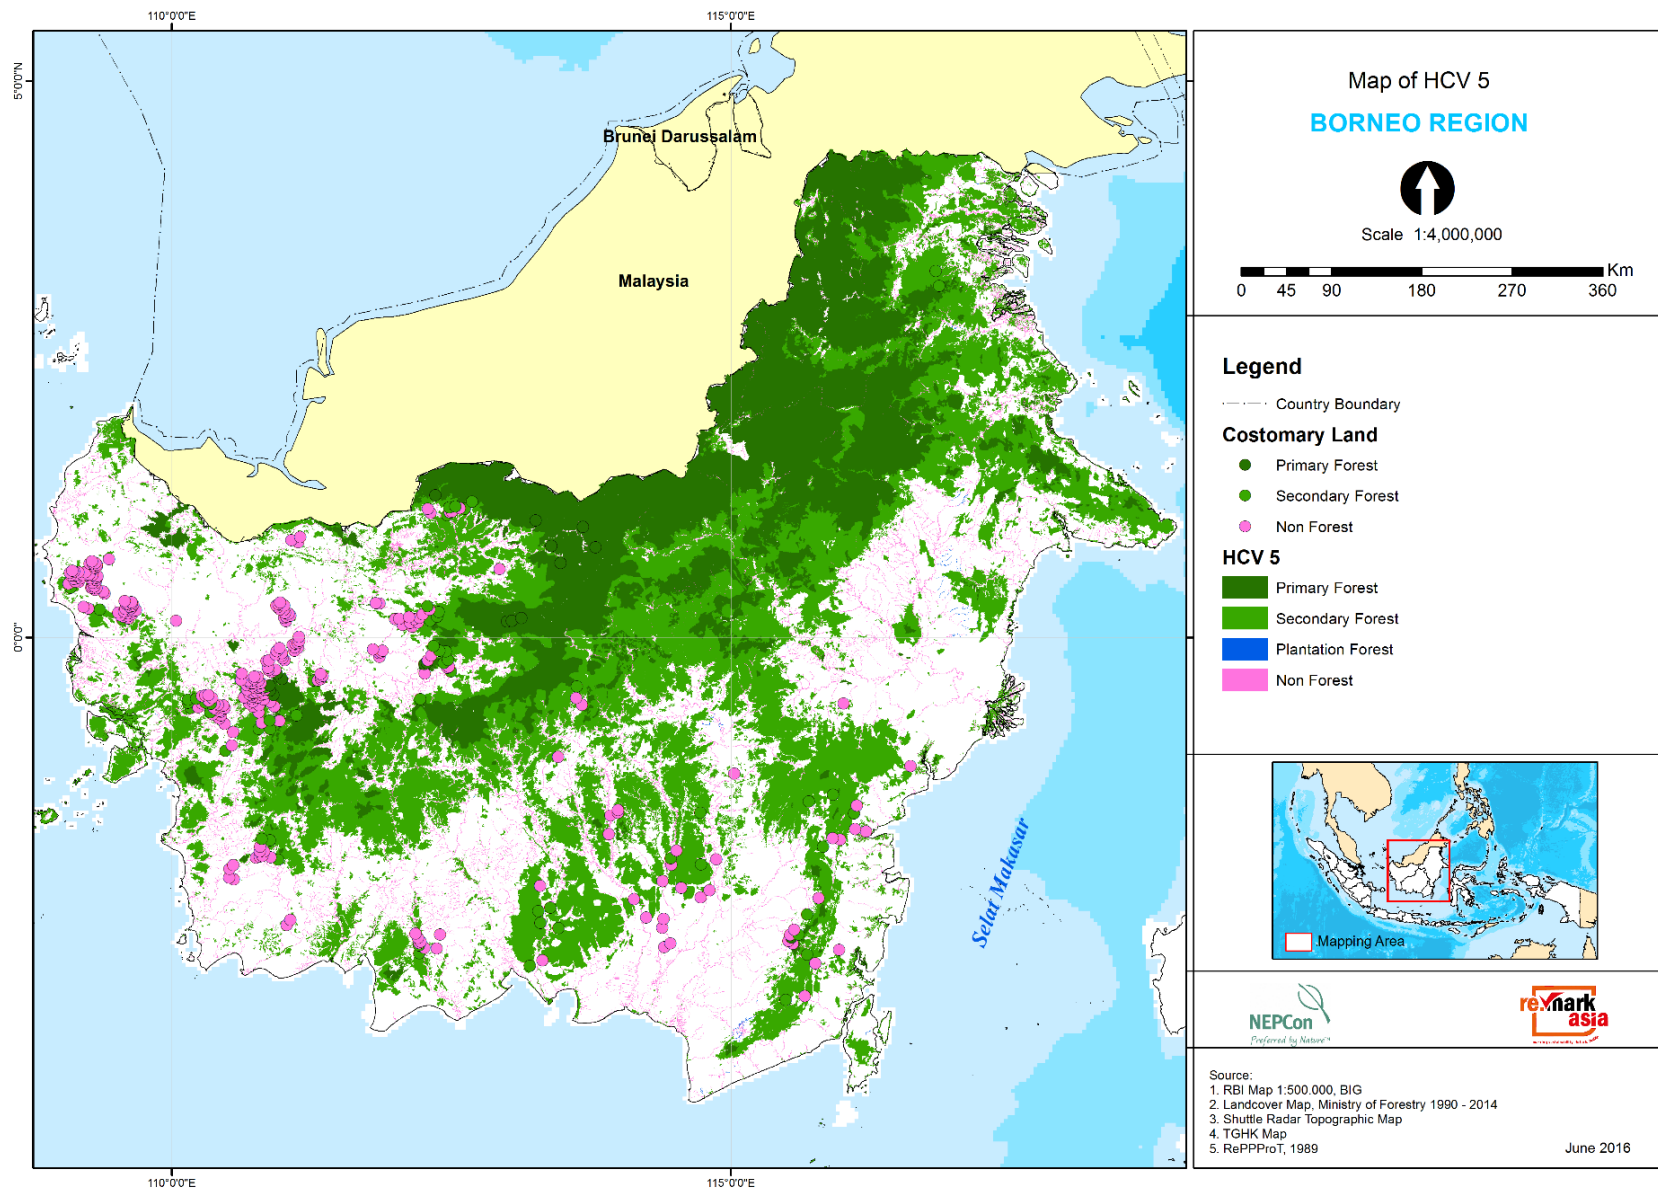 110°0'0"E
115°0'0"E
5°0'0"N
0°0'0"
Brunei Darussalam
Malaysia
Selat Makasar
110°0'0"E
115°0'0"E
Map of HCV 5
BORNEO REGION
Scale 1:4,000,000
Km
0 45 90 180 270 360
Legend
Country Boundary
Costomary Land
Primary Forest
Secondary Forest
Non Forest
HCV 5
Primary Forest
Secondary Forest
Plantation Forest
Non Forest
Mapping Area
NEPCon
Preferred by Nature™
re.mark
asia
Source:
1. RBI Map 1:500.000, BIG
2. Landcover Map, Ministry of Forestry 1990 - 2014
3. Shuttle Radar Topographic Map
4. TGHK Map
5. RePPProT, 1989
June 2016